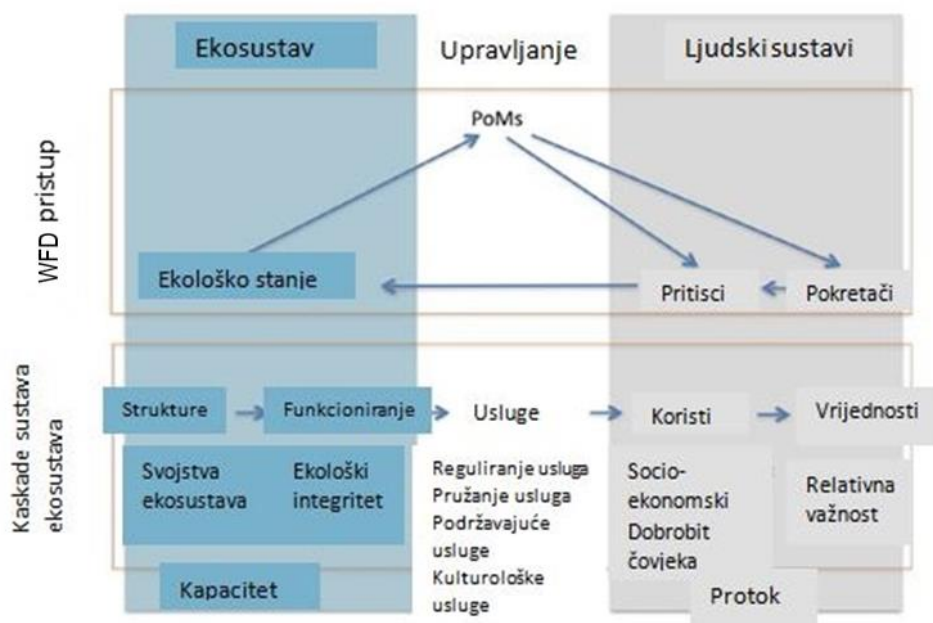 Ekosustav
Upravljanje
Ljudski sustavi
WFD pristup
PoMs
Ekološko stanje
Pritisci
Pokretači
Kaskade sustava
ekosustava
Strukture
Funkcioniranje
Usluge
Koristi
Vrijednosti
Svojstva
ekosustava
Ekološki
integritet
Reguliranje usluga
Pružanje usluga
Podržavajuće
usluge
Kulturološke
usluge
Socio-
ekonomski
Dobrobit
čovjeka
Relativna
važnost
Kapacitet
Protok